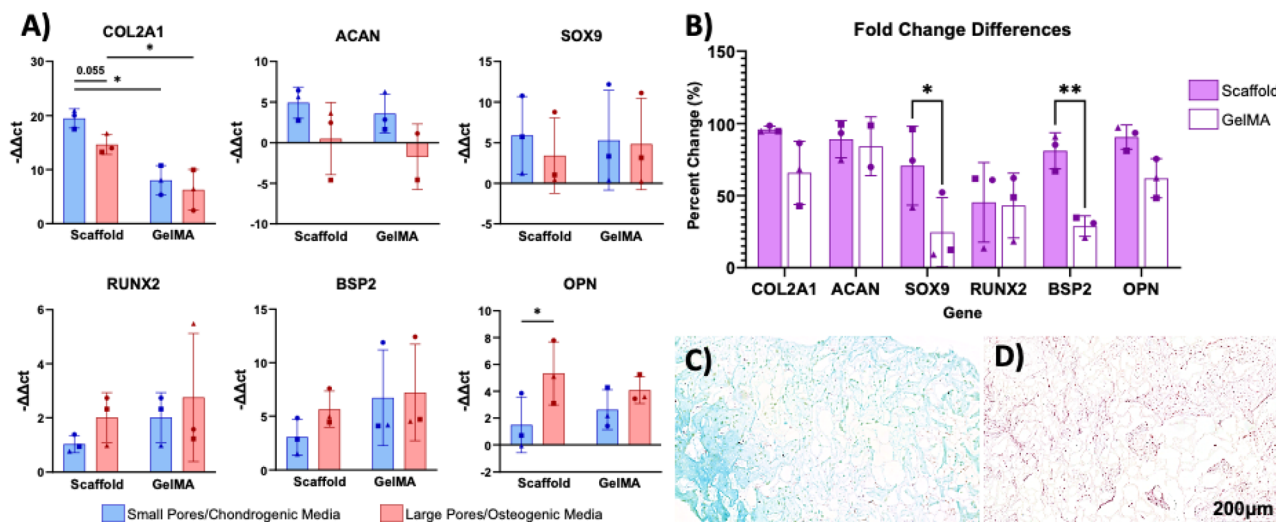 A)
COL2A1
-ΔΔct
30
20
10
0
0.055
*
*
Scaffold
GelMA
ACAN
-ΔΔct
10
5
0
-5
-10
Scaffold
GelMA
SOX9
-ΔΔct
15
10
5
0
-5
Scaffold
GelMA
RUNX2
-ΔΔct
6
4
2
0
Scaffold
GelMA
BSP2
-ΔΔct
15
10
5
0
Scaffold
GelMA
OPN
-ΔΔct
10
8
6
4
2
0
-2
*
Scaffold
GelMA
Small Pores/Chondrogenic Media
Large Pores/Osteogenic Media
B)
Fold Change Differences
Percent Change (%)
150
100
50
0
*
**
COL2A1
ACAN
SOX9
RUNX2
BSP2
OPN
Gene
Scaffold
GelMA
C)
D)
200µm